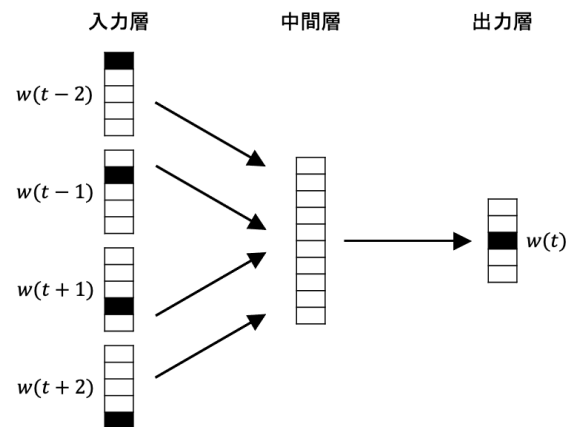 入力層 中間層 出力層
w(t − 2)
w(t − 1)
w(t)
w(t + 1)
w(t + 2)